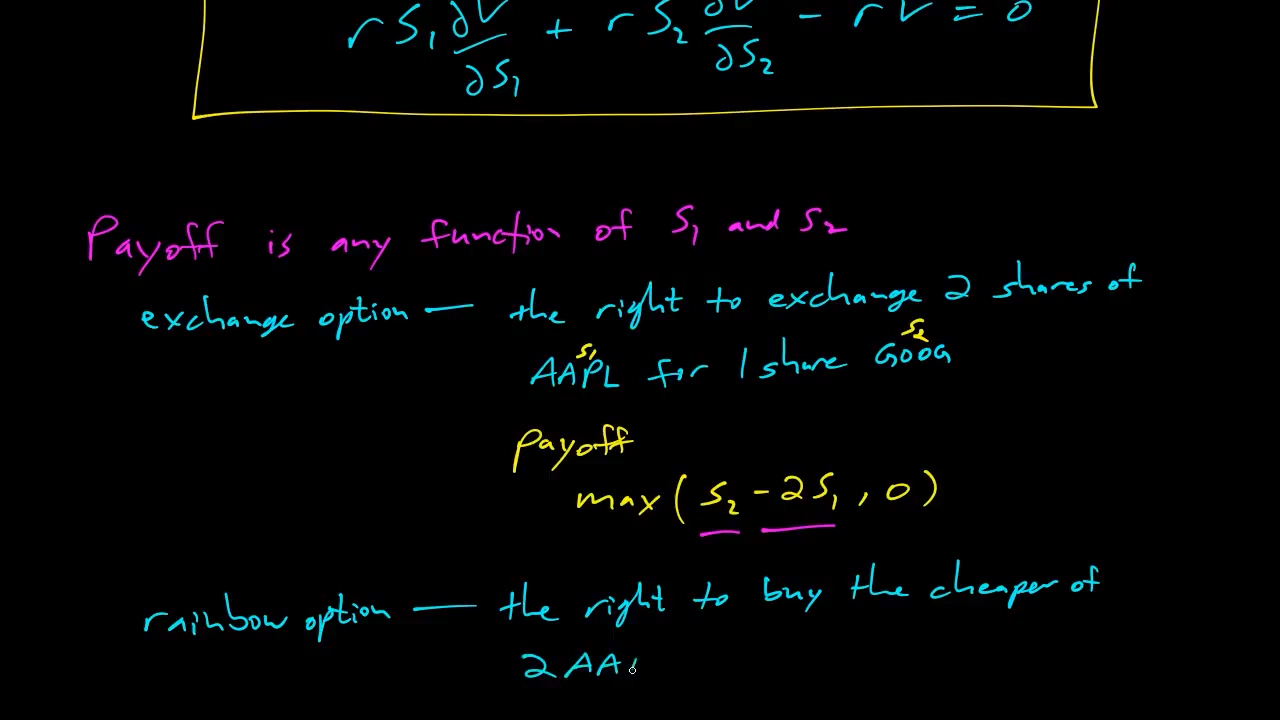 rS₁ ∂V/∂S₁ + rS₂ ∂V/∂S₂ - rV = 0
Payoff is any function of S₁ and S₂
exchange option — the right to exchange 2 shares of
S₁ S₂
AAPL for 1 share GOOG
payoff
max(S₂ - 2S₁, 0)
rainbow option — the right to buy the cheaper of
2 AA